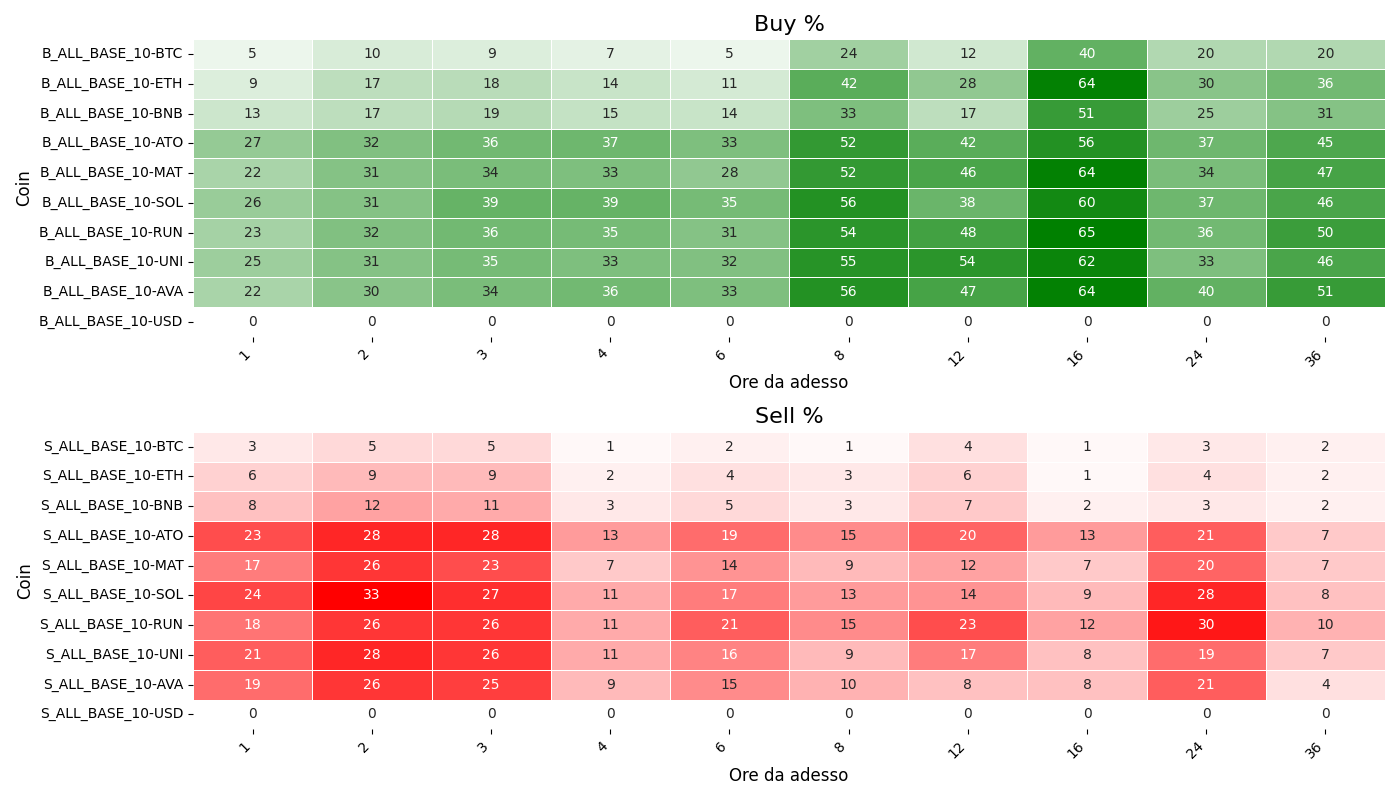 Buy %
Coin
B_ALL_BASE_10-BTC 5 10 9 7 5 24 12 40 20 20
B_ALL_BASE_10-ETH 9 17 18 14 11 42 28 64 30 36
B_ALL_BASE_10-BNB 13 17 19 15 14 33 17 51 25 31
B_ALL_BASE_10-ATO 27 32 36 37 33 52 42 56 37 45
B_ALL_BASE_10-MAT 22 31 34 33 28 52 46 64 34 47
B_ALL_BASE_10-SOL 26 31 39 39 35 56 38 60 37 46
B_ALL_BASE_10-RUN 23 32 36 35 31 54 48 65 36 50
B_ALL_BASE_10-UNI 25 31 35 33 32 55 54 62 33 46
B_ALL_BASE_10-AVA 22 30 34 36 33 56 47 64 40 51
B_ALL_BASE_10-USD 0 0 0 0 0 0 0 0 0 0
1 2 3 4 6 8 12 16 24 36
Ore da adesso
Sell %
Coin
S_ALL_BASE_10-BTC 3 5 5 1 2 1 4 1 3 2
S_ALL_BASE_10-ETH 6 9 9 2 4 3 6 1 4 2
S_ALL_BASE_10-BNB 8 12 11 3 5 3 7 2 3 2
S_ALL_BASE_10-ATO 23 28 28 13 19 15 20 13 21 7
S_ALL_BASE_10-MAT 17 26 23 7 14 9 12 7 20 7
S_ALL_BASE_10-SOL 24 33 27 11 17 13 14 9 28 8
S_ALL_BASE_10-RUN 18 26 26 11 21 15 23 12 30 10
S_ALL_BASE_10-UNI 21 28 26 11 16 9 17 8 19 7
S_ALL_BASE_10-AVA 19 26 25 9 15 10 8 8 21 4
S_ALL_BASE_10-USD 0 0 0 0 0 0 0 0 0 0
1 2 3 4 6 8 12 16 24 36
Ore da adesso